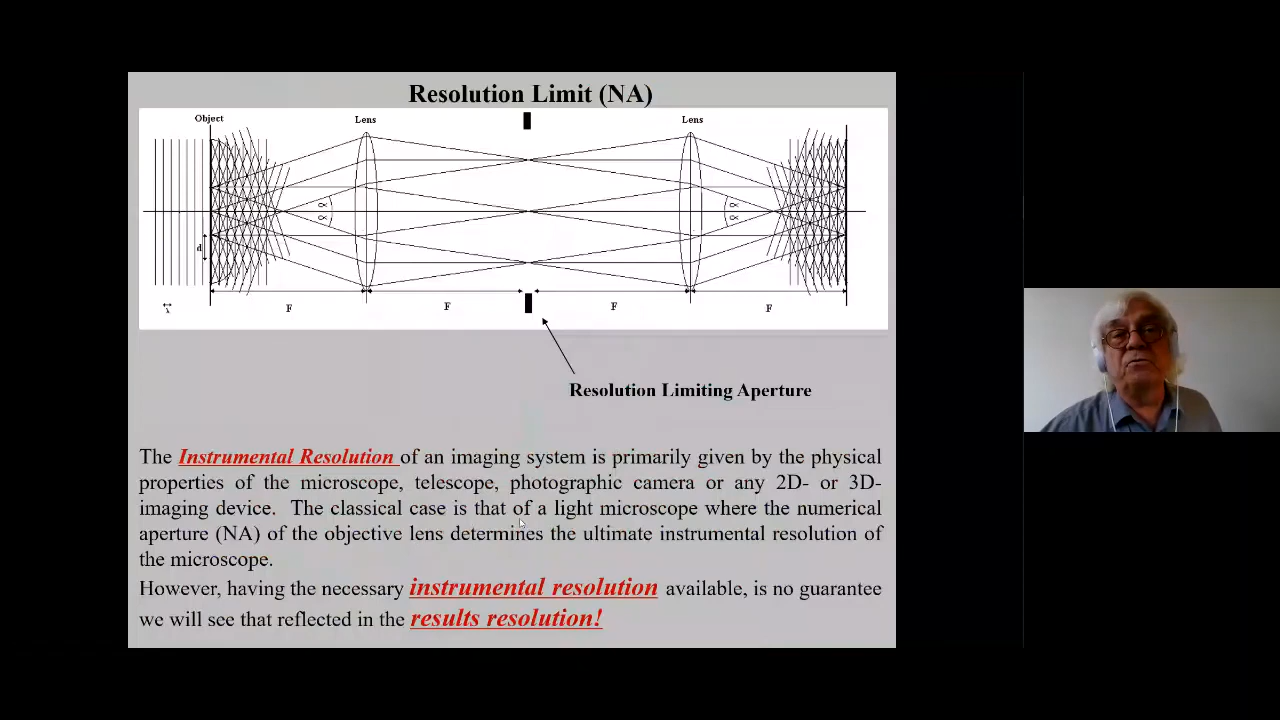 Resolution Limit (NA)
Object Lens Lens
∝ ∝
∝ ∝
d
λ F F F F
Resolution Limiting Aperture
The Instrumental Resolution of an imaging system is primarily given by the physical
properties of the microscope, telescope, photographic camera or any 2D- or 3D-
imaging device. The classical case is that of a light microscope where the numerical
aperture (NA) of the objective lens determines the ultimate instrumental resolution of
the microscope.
However, having the necessary instrumental resolution available, is no guarantee
we will see that reflected in the results resolution!